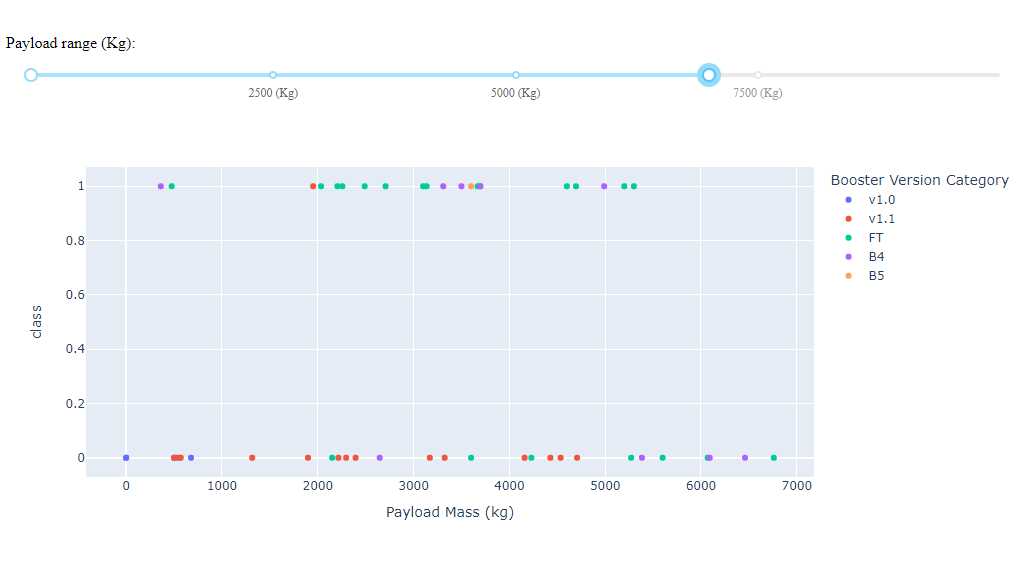 Payload range (Kg):
2500 (Kg) 5000 (Kg) 7500 (Kg)
Booster Version Category
v1.0
v1.1
FT
B4
B5
class
1
0.8
0.6
0.4
0.2
0
0 1000 2000 3000 4000 5000 6000 7000
Payload Mass (kg)